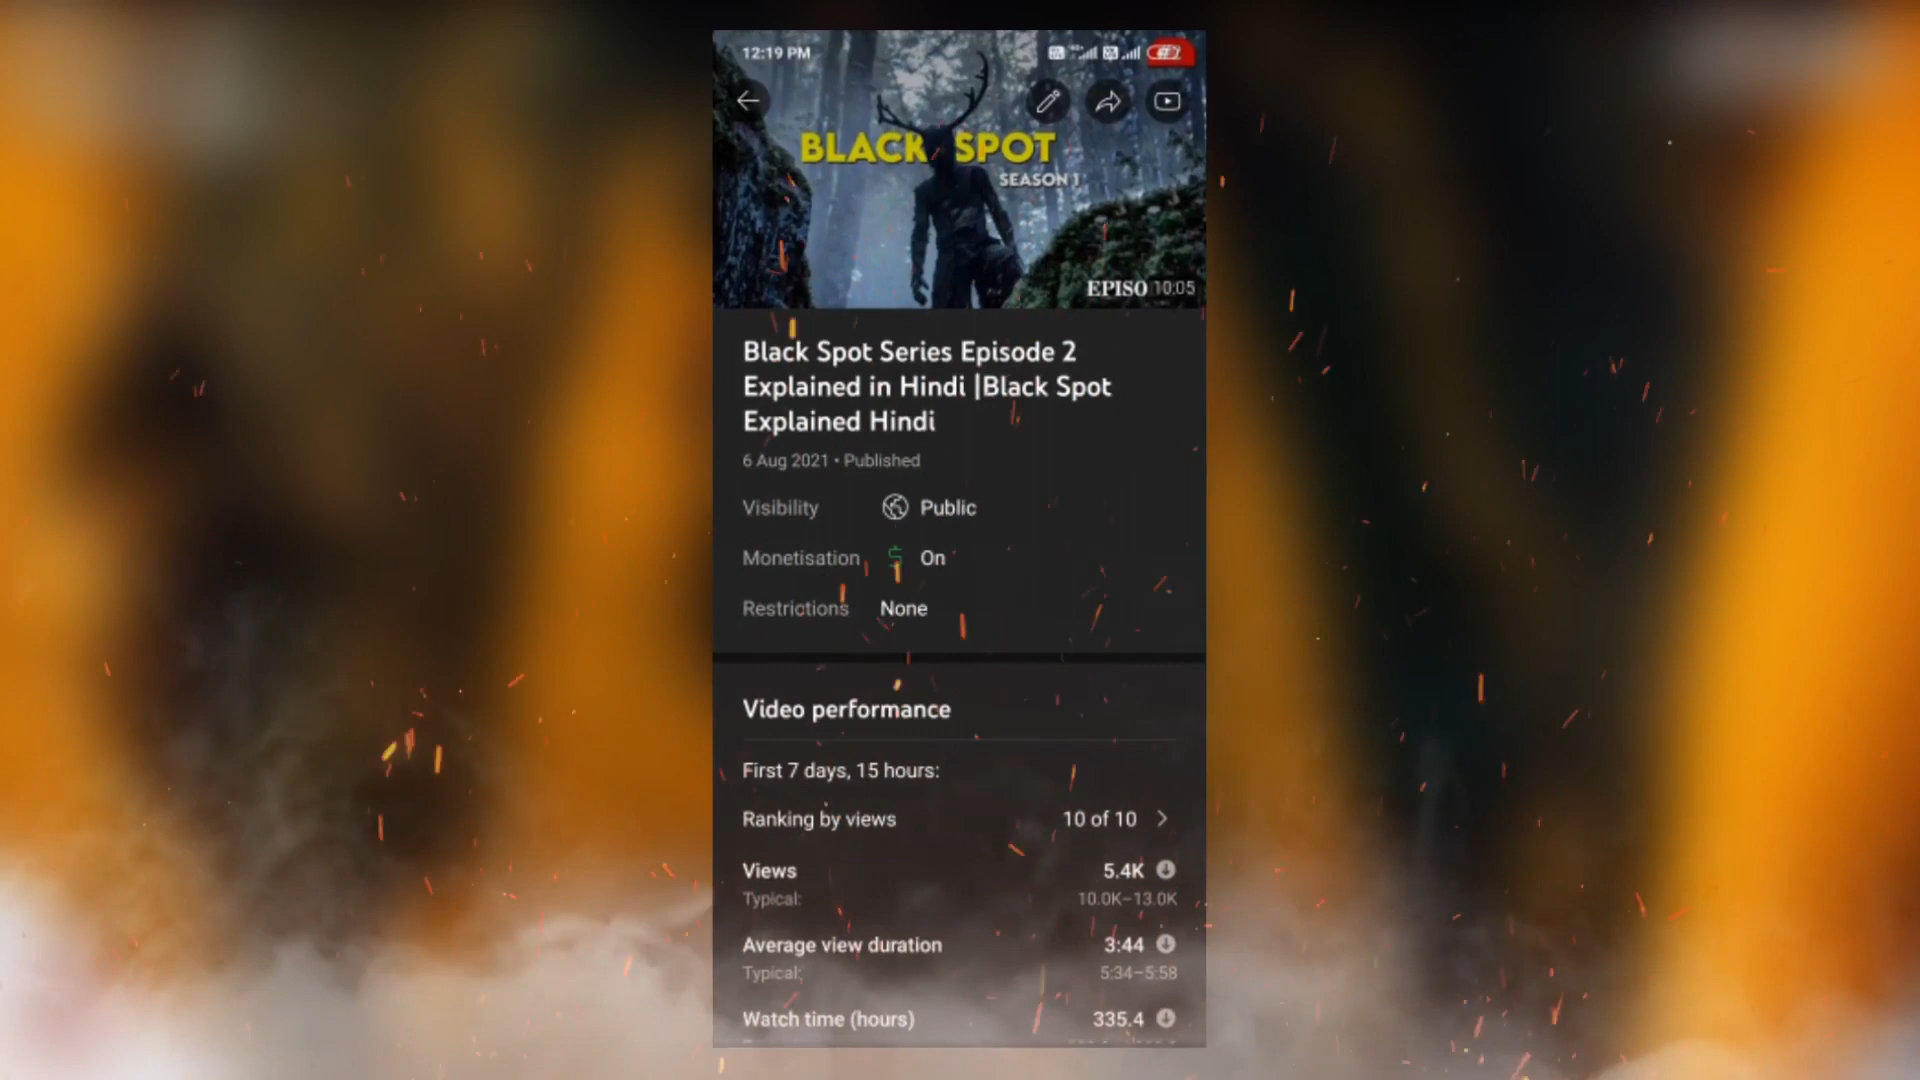 12:19 PM
BLACK SPOT
SEASON 1
EPISO 10:05
Black Spot Series Episode 2
Explained in Hindi |Black Spot
Explained Hindi
6 Aug 2021 • Published
Visibility Public
Monetisation $ On
Restrictions None
Video performance
First 7 days, 15 hours:
Ranking by views 10 of 10
Views 5.4K
Typical: 10.0K–13.0K
Average view duration 3:44
Typical: 5:34–5:58
Watch time (hours) 335.4